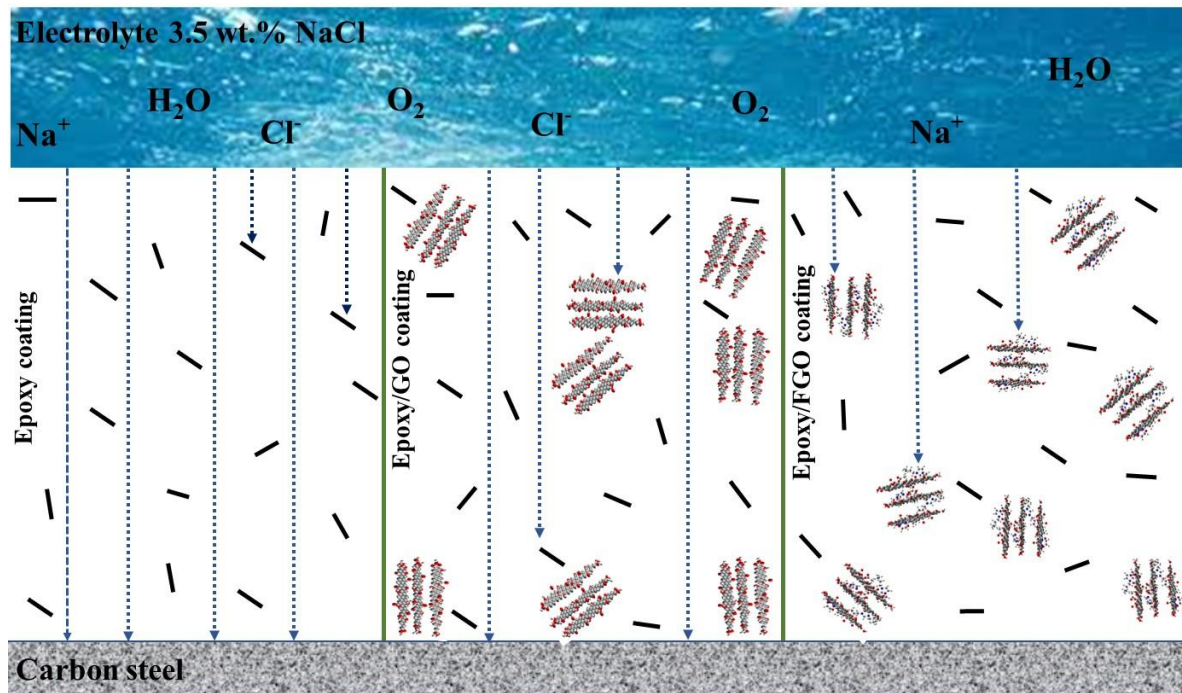 Electrolyte 3.5 wt.% NaCl
H₂O
H₂O
O₂
O₂
Na⁺
Cl⁻
Cl⁻
Na⁺
Epoxy coating
Epoxy/GO coating
Epoxy/FGO coating
Carbon steel